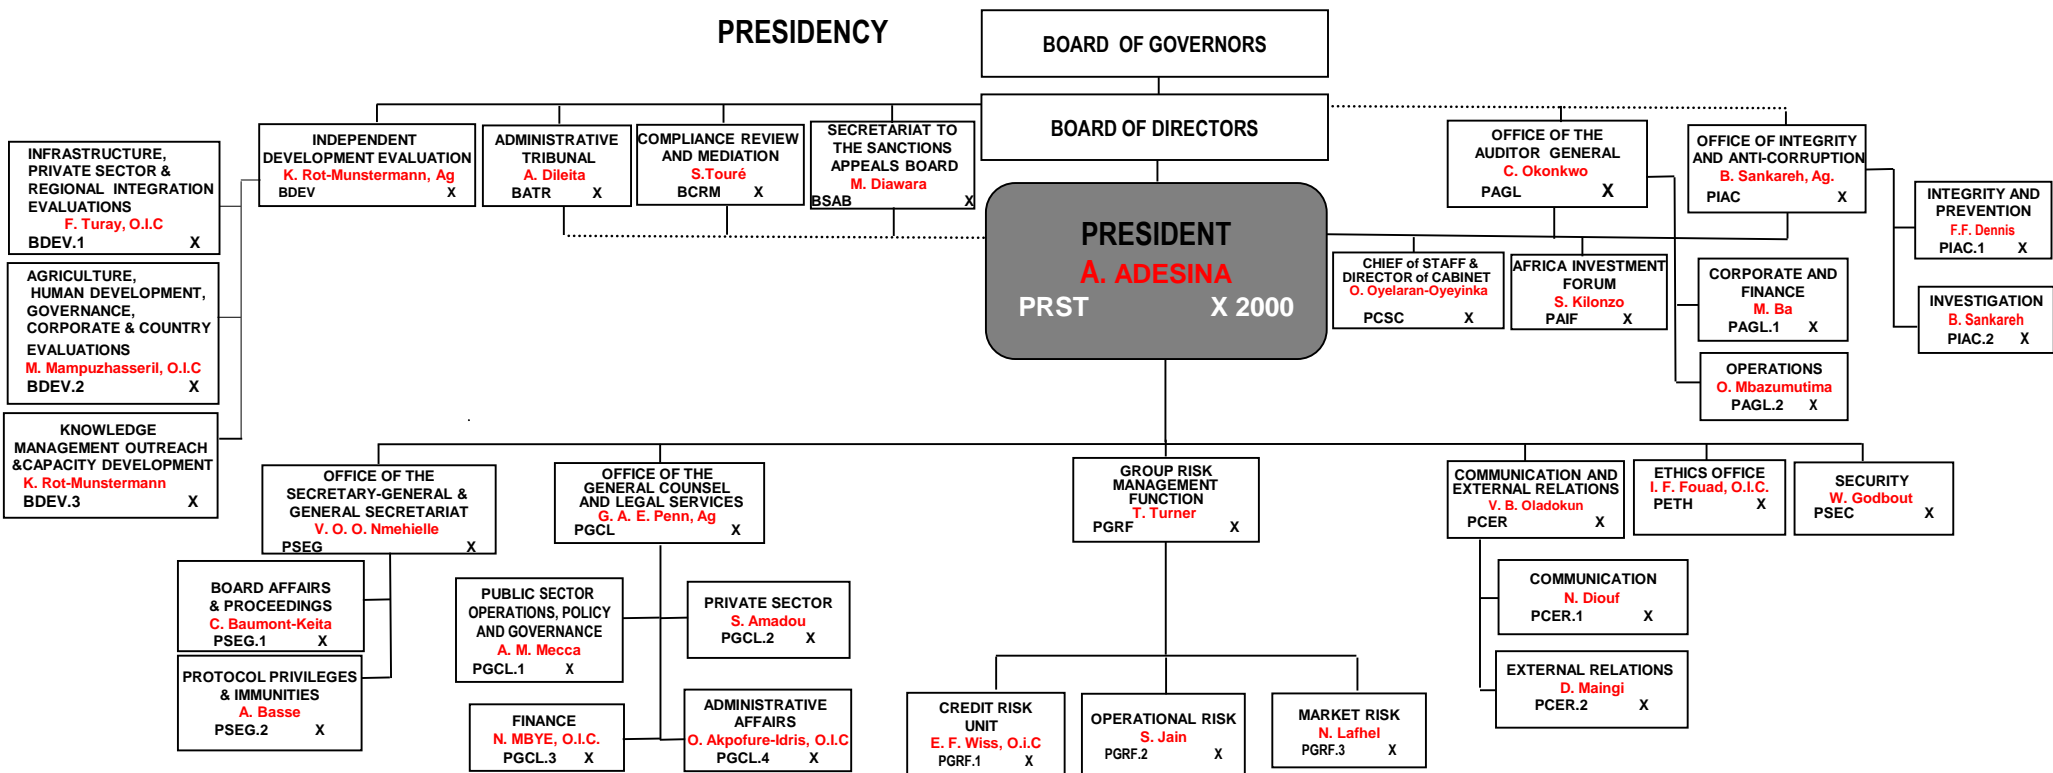 PRESIDENCY
BOARD OF GOVERNORS
BOARD OF DIRECTORS
INFRASTRUCTURE,
PRIVATE SECTOR &
REGIONAL INTEGRATION
EVALUATIONS
F. Turay, O.I.C
BDEV.1 X
AGRICULTURE,
HUMAN DEVELOPMENT,
GOVERNANCE,
CORPORATE & COUNTRY
EVALUATIONS
M. Mampuzhasseril, O.I.C
BDEV.2 X
KNOWLEDGE
MANAGEMENT OUTREACH
&CAPACITY DEVELOPMENT
K. Rot-Munstermann
BDEV.3 X
INDEPENDENT
DEVELOPMENT EVALUATION
K. Rot-Munstermann, Ag
BDEV X
ADMINISTRATIVE
TRIBUNAL
A. Dileita
BATR X
COMPLIANCE REVIEW
AND MEDIATION
S.Touré
BCRM X
SECRETARIAT TO
THE SANCTIONS
APPEALS BOARD
M. Diawara
BSAB X
PRESIDENT
A. ADESINA
PRST X 2000
OFFICE OF THE
AUDITOR GENERAL
C. Okonkwo
PAGL X
OFFICE OF INTEGRITY
AND ANTI-CORRUPTION
B. Sankareh, Ag.
PIAC X
INTEGRITY AND
PREVENTION
F.F. Dennis
PIAC.1 X
INVESTIGATION
B. Sankareh
PIAC.2 X
CHIEF of STAFF &
DIRECTOR of CABINET
O. Oyelaran-Oyeyinka
PCSC X
AFRICA INVESTMENT
FORUM
S. Kilonzo
PAIF X
CORPORATE AND
FINANCE
M. Ba
PAGL.1 X
OPERATIONS
O. Mbazumutima
PAGL.2 X
OFFICE OF THE
SECRETARY-GENERAL &
GENERAL SECRETARIAT
V. O. O. Nmehielle
PSEG X
BOARD AFFAIRS
& PROCEEDINGS
C. Baumont-Keita
PSEG.1 X
PROTOCOL PRIVILEGES
& IMMUNITIES
A. Basse
PSEG.2 X
OFFICE OF THE
GENERAL COUNSEL
AND LEGAL SERVICES
G. A. E. Penn, Ag
PGCL X
PUBLIC SECTOR
OPERATIONS, POLICY
AND GOVERNANCE
A. M. Mecca
PGCL.1 X
PRIVATE SECTOR
S. Amadou
PGCL.2 X
FINANCE
N. MBYE, O.I.C.
PGCL.3 X
ADMINISTRATIVE
AFFAIRS
O. Akpofure-Idris, O.I.C
PGCL.4 X
GROUP RISK
MANAGEMENT
FUNCTION
T. Turner
PGRF X
CREDIT RISK
UNIT
E. F. Wiss, O.i.C
PGRF.1 X
OPERATIONAL RISK
S. Jain
PGRF.2 X
MARKET RISK
N. Lafhel
PGRF.3 X
COMMUNICATION AND
EXTERNAL RELATIONS
V. B. Oladokun
PCER X
COMMUNICATION
N. Diouf
PCER.1 X
EXTERNAL RELATIONS
D. Maingi
PCER.2 X
ETHICS OFFICE
I. F. Fouad, O.I.C.
PETH X
SECURITY
W. Godbout
PSEC X